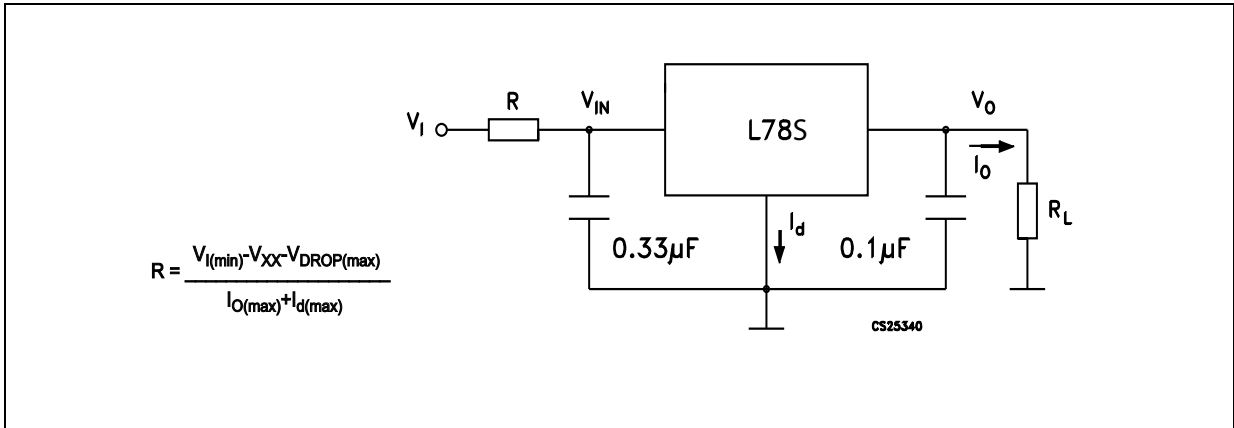 R
V_IN
V_O
V_I
L78S
I_O
R_L
I_d
0.33µF
0.1µF
R = V_I(min)-V_XX-V_DROP(max)
I_O(max)+I_d(max)
CS25340